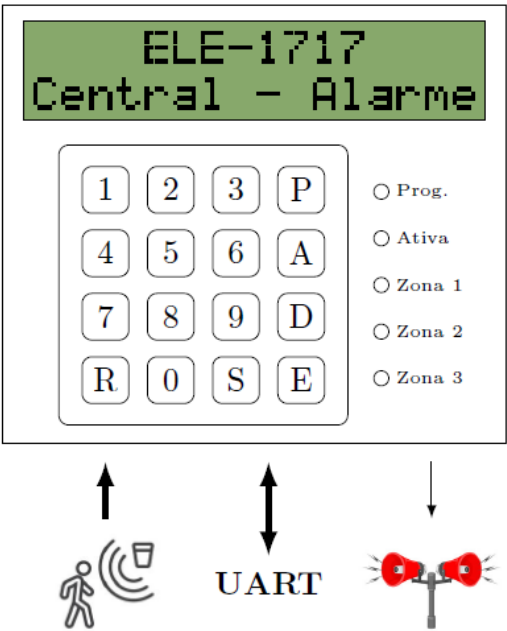 ELE-1717
Central - Alarme
1 2 3 P
4 5 6 A
7 8 9 D
R 0 S E
Prog.
Ativa
Zona 1
Zona 2
Zona 3
UART